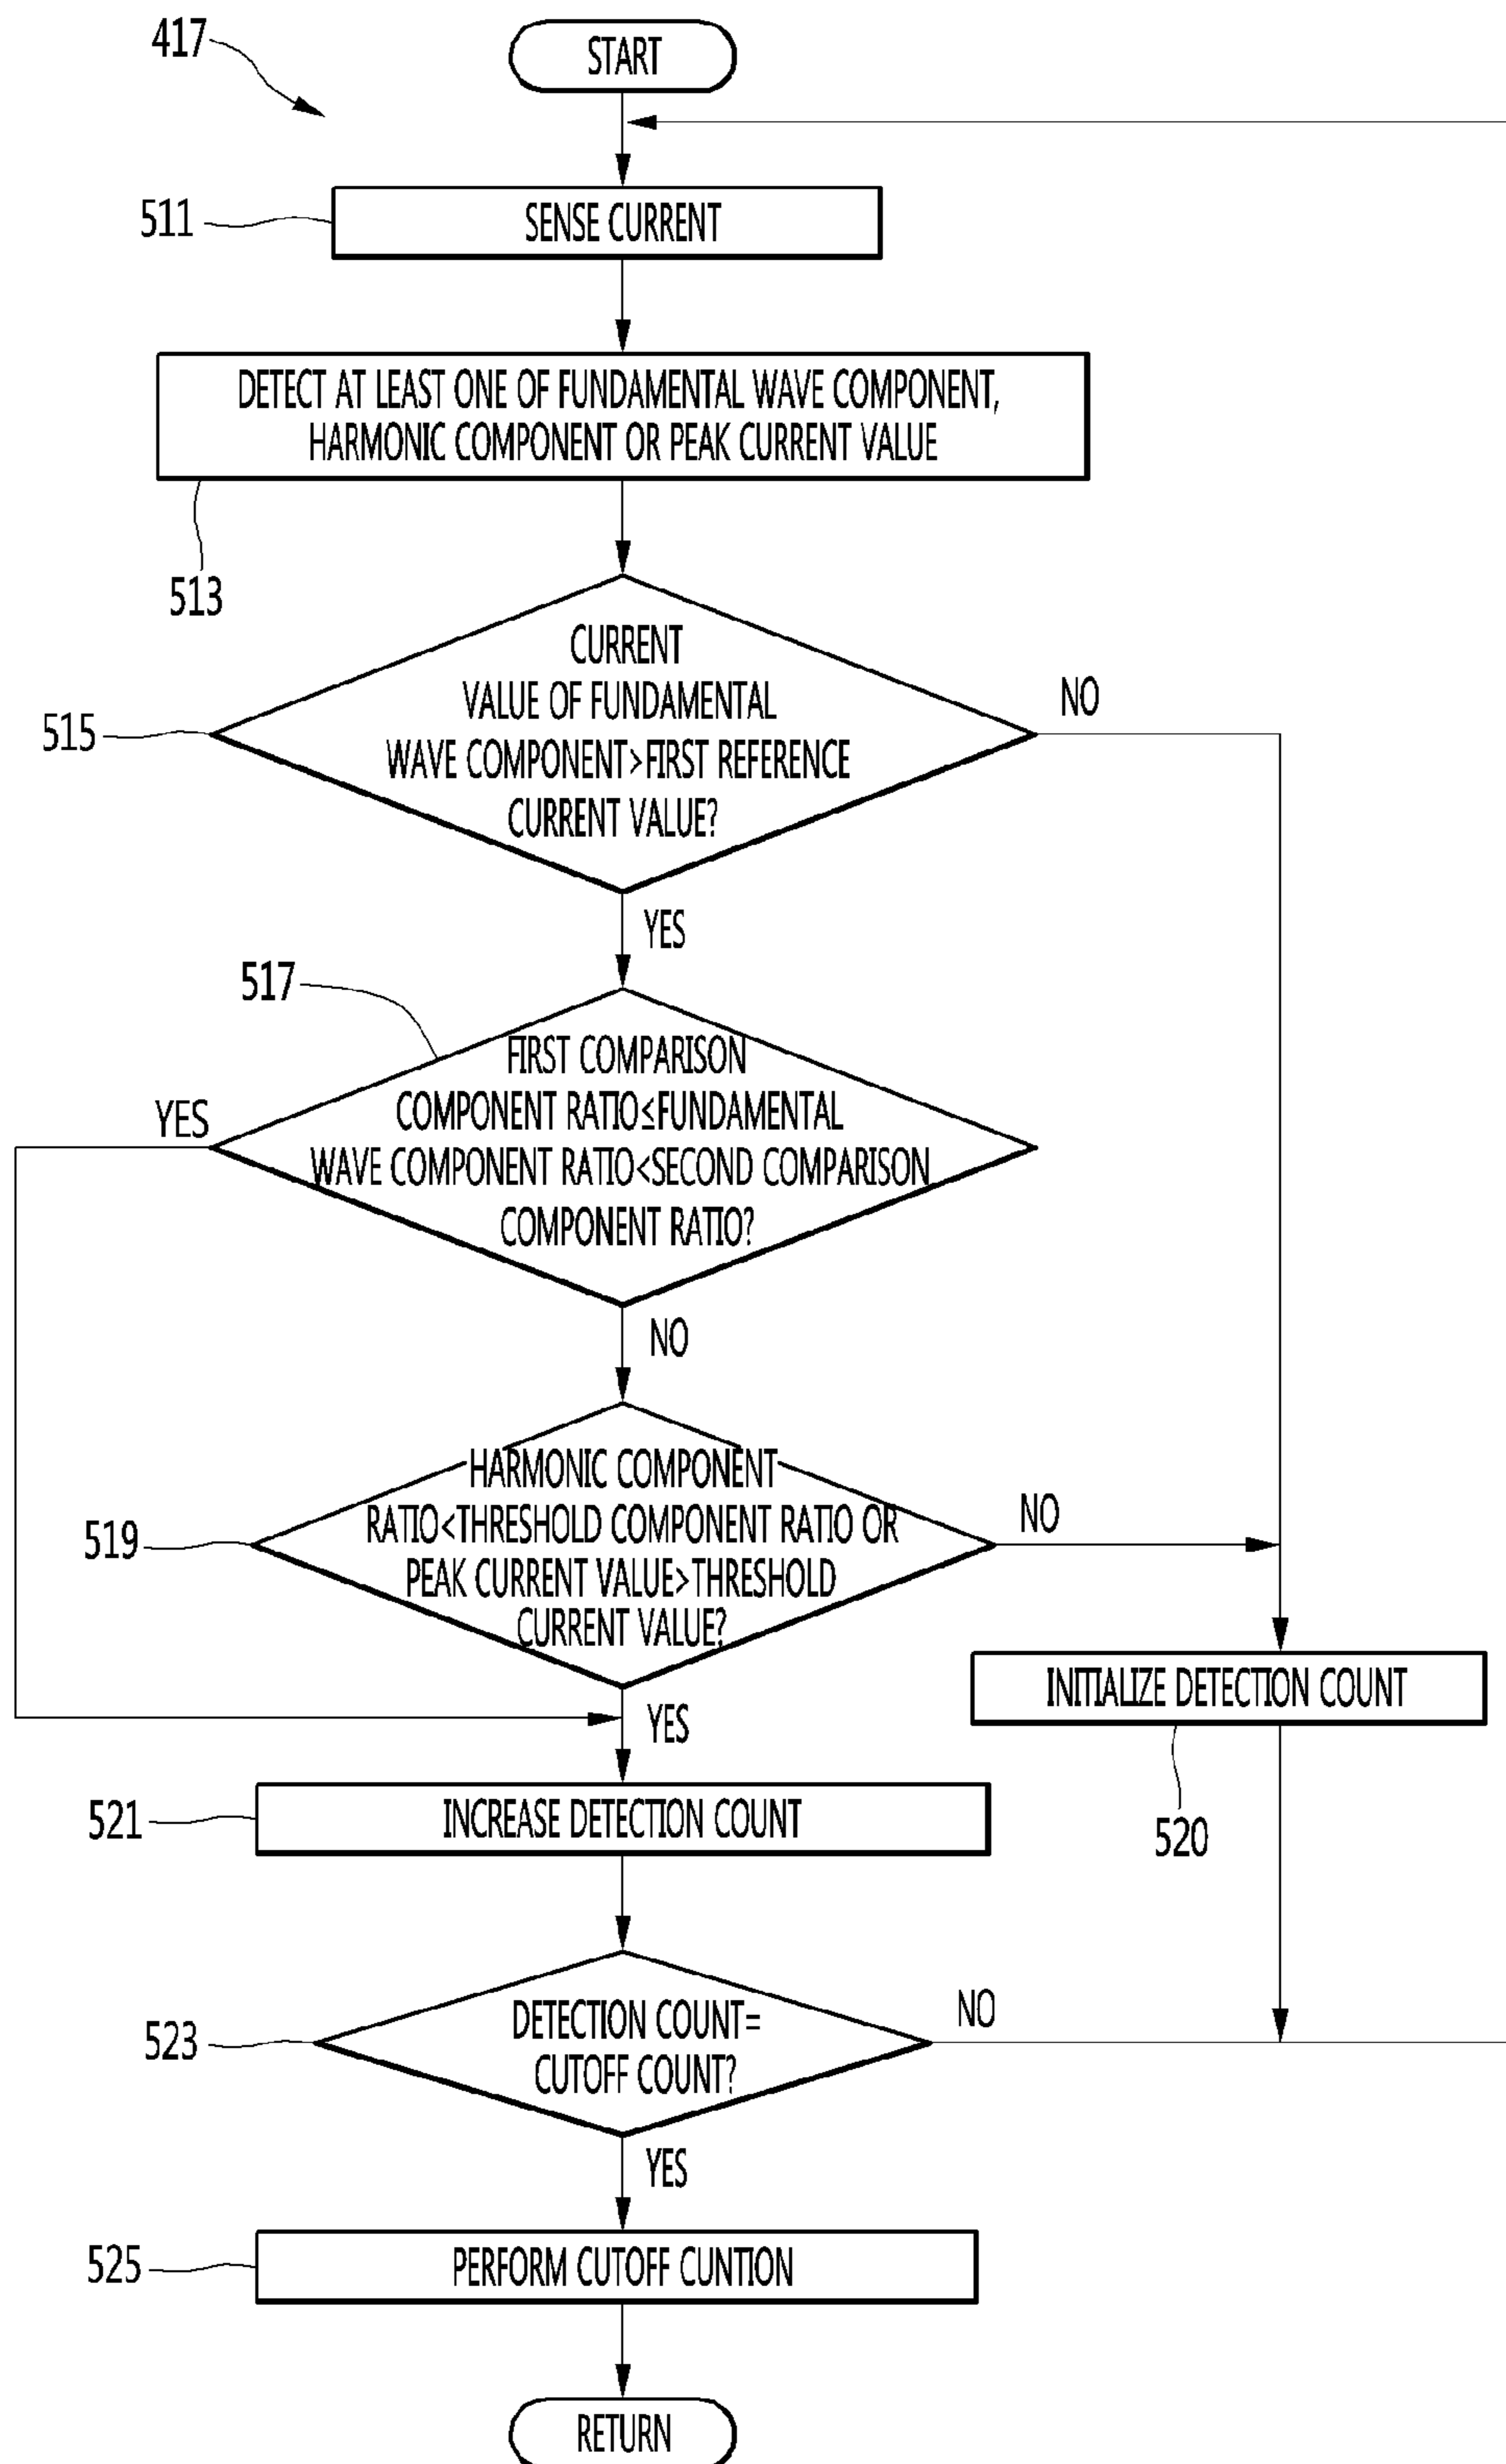 417
START
511
SENSE CURRENT
DETECT AT LEAST ONE OF FUNDAMENTAL WAVE COMPONENT,
HARMONIC COMPONENT OR PEAK CURRENT VALUE
513
CURRENT
VALUE OF FUNDAMENTAL
WAVE COMPONENT>FIRST REFERENCE
CURRENT VALUE?
515
NO
YES
517
FIRST COMPARISON
COMPONENT RATIO≤FUNDAMENTAL
WAVE COMPONENT RATIO<SECOND COMPARISON
COMPONENT RATIO?
YES
NO
HARMONIC COMPONENT
RATIO<THRESHOLD COMPONENT RATIO OR
PEAK CURRENT VALUE>THRESHOLD
CURRENT VALUE?
519
NO
INITIALIZE DETECTION COUNT
520
YES
521
INCREASE DETECTION COUNT
523
DETECTION COUNT=
CUTOFF COUNT?
NO
YES
525
PERFORM CUTOFF CUNTION
RETURN